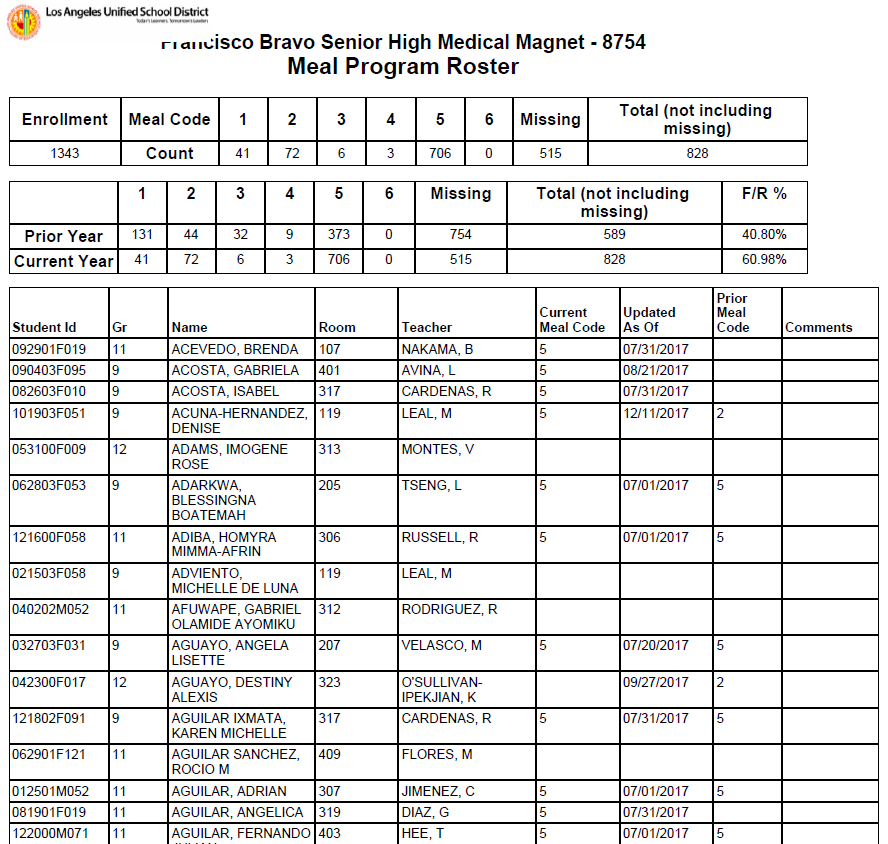 Los Angeles Unified School District
Today's Learners, Tomorrow's Leaders
Francisco Bravo Senior High Medical Magnet - 8754
Meal Program Roster
Enrollment Meal Code 1 2 3 4 5 6 Missing Total (not including
missing)
1343 Count 41 72 6 3 706 0 515 828
1 2 3 4 5 6 Missing Total (not including F/R %
missing)
Prior Year 131 44 32 9 373 0 754 589 40.80%
Current Year 41 72 6 3 706 0 515 828 60.98%
Prior
Current Updated Meal
Student Id Gr Name Room Teacher Meal Code As Of Code Comments
092901F019 11 ACEVEDO, BRENDA 107 NAKAMA, B 5 07/31/2017
090403F095 9 ACOSTA, GABRIELA 401 AVINA, L 5 08/21/2017
082603F010 9 ACOSTA, ISABEL 317 CARDENAS, R 5 07/31/2017
101903F051 9 ACUNA-HERNANDEZ, 119 LEAL, M 5 12/11/2017 2
DENISE
053100F009 12 ADAMS, IMOGENE 313 MONTES, V
ROSE
062803F053 9 ADARKWA, 205 TSENG, L 5 07/01/2017 5
BLESSINGNA
BOATEMAH
121600F058 11 ADIBA, HOMYRA 306 RUSSELL, R 5 07/01/2017 5
MIMMA-AFRIN
021503F058 9 ADVIENTO, 119 LEAL, M
MICHELLE DE LUNA
040202M052 11 AFUWAPE, GABRIEL 312 RODRIGUEZ, R
OLAMIDE AYOMIKU
032703F031 9 AGUAYO, ANGELA 207 VELASCO, M 5 07/20/2017 5
LISETTE
042300F017 12 AGUAYO, DESTINY 323 O'SULLIVAN- 09/27/2017 2
ALEXIS IPEKJIAN, K
121802F091 9 AGUILAR IXMATA, 317 CARDENAS, R 5 07/31/2017 5
KAREN MICHELLE
062901F121 11 AGUILAR SANCHEZ, 409 FLORES, M
ROCIO M
012501M052 11 AGUILAR, ADRIAN 307 JIMENEZ, C 5 07/01/2017 5
081901F019 11 AGUILAR, ANGELICA 319 DIAZ, G 5 07/31/2017
122000M071 11 AGUILAR, FERNANDO 403 HEE, T 5 07/01/2017 5